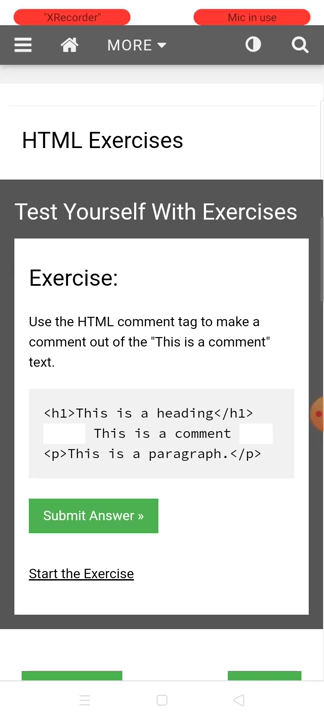 "XRecorder" Mic in use
MORE
HTML Exercises
Test Yourself With Exercises
Exercise:
Use the HTML comment tag to make a
comment out of the "This is a comment"
text.
<h1>This is a heading</h1>
This is a comment
<p>This is a paragraph.</p>
Submit Answer »
Start the Exercise